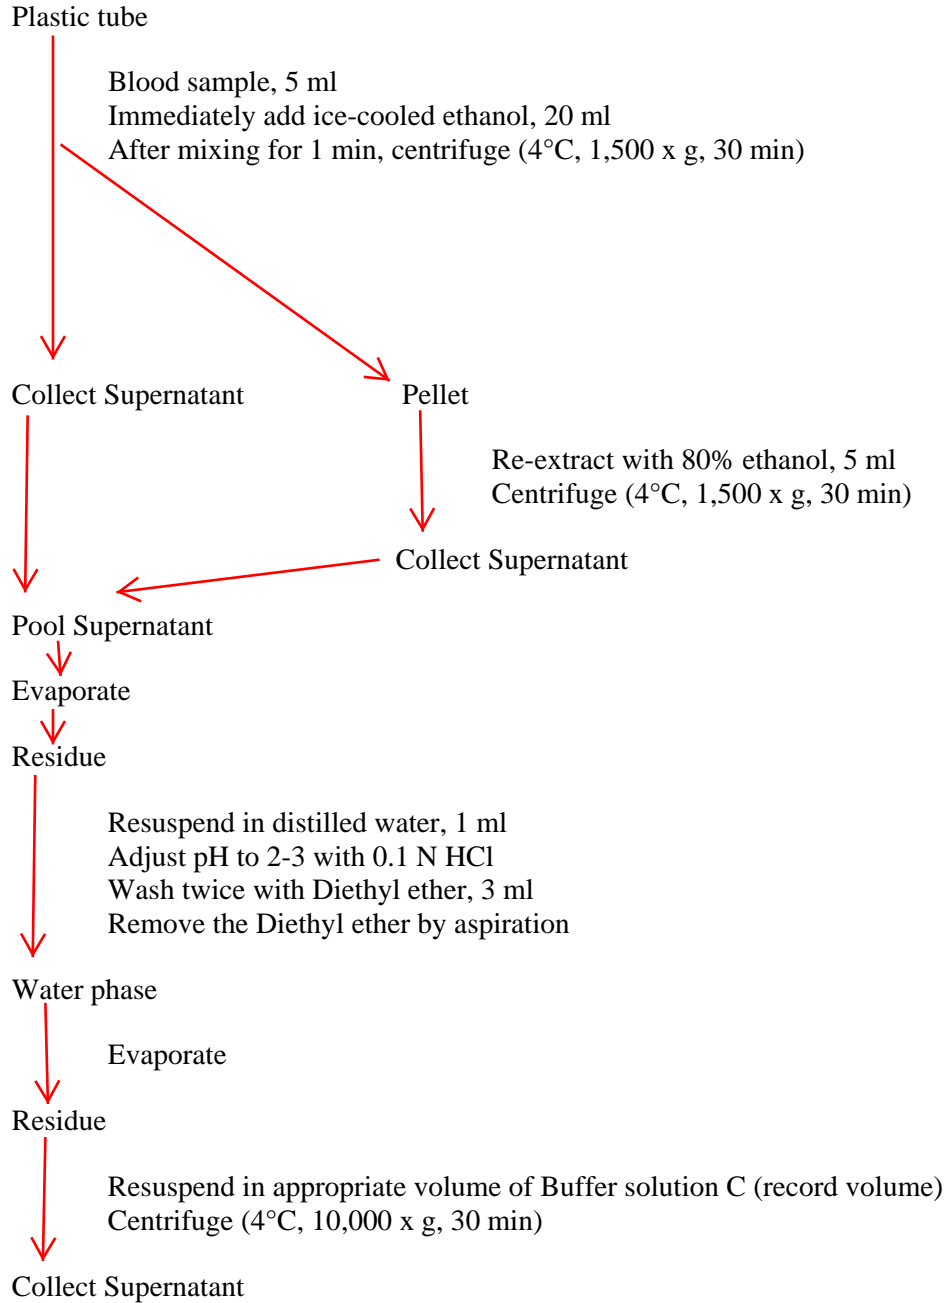 Plastic tube
Blood sample, 5 ml
Immediately add ice-cooled ethanol, 20 ml
After mixing for 1 min, centrifuge (4°C, 1,500 x g, 30 min)
Collect Supernatant
Pellet
Re-extract with 80% ethanol, 5 ml
Centrifuge (4°C, 1,500 x g, 30 min)
Collect Supernatant
Pool Supernatant
Evaporate
Residue
Resuspend in distilled water, 1 ml
Adjust pH to 2-3 with 0.1 N HCl
Wash twice with Diethyl ether, 3 ml
Remove the Diethyl ether by aspiration
Water phase
Evaporate
Residue
Resuspend in appropriate volume of Buffer solution C (record volume)
Centrifuge (4°C, 10,000 x g, 30 min)
Collect Supernatant